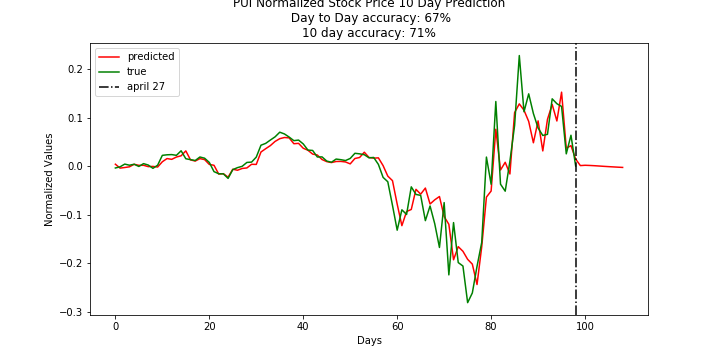 PUI Normalized Stock Price 10 Day Prediction
Day to Day accuracy: 67%
10 day accuracy: 71%
predicted
true
april 27
Normalized Values
0.2
0.1
0.0
−0.1
−0.2
−0.3
0
20
40
60
80
100
Days